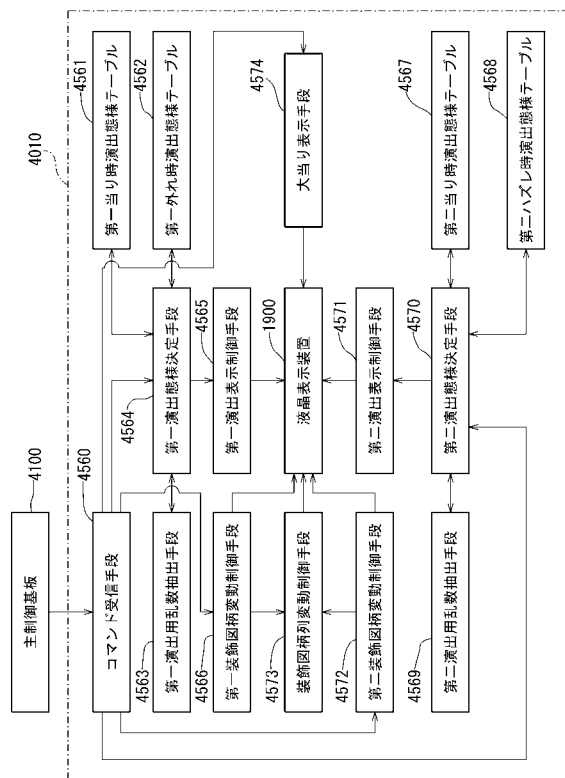 4100
主制御基板
4010
4560
コマンド受信手段
4561
第一当り時演出態様テーブル
4562
第一外れ時演出態様テーブル
4563
第一演出用乱数抽出手段
4564
第一演出態様決定手段
4565
第一演出表示制御手段
4566
第一装飾図柄変動制御手段
4574
大当り表示手段
4573
装飾図柄列変動制御手段
1900
液晶表示装置
4572
第二装飾図柄変動制御手段
4571
第二演出表示制御手段
4567
第二当り時演出態様テーブル
4569
第二演出用乱数抽出手段
4570
第二演出態様決定手段
4568
第二ハズレ時演出態様テーブル